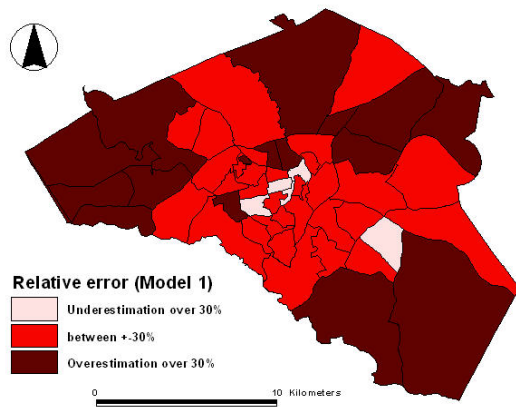 Relative error (Model 1)
Underestimation over 30%
between +-30%
Overestimation over 30%
0 10 Kilometers